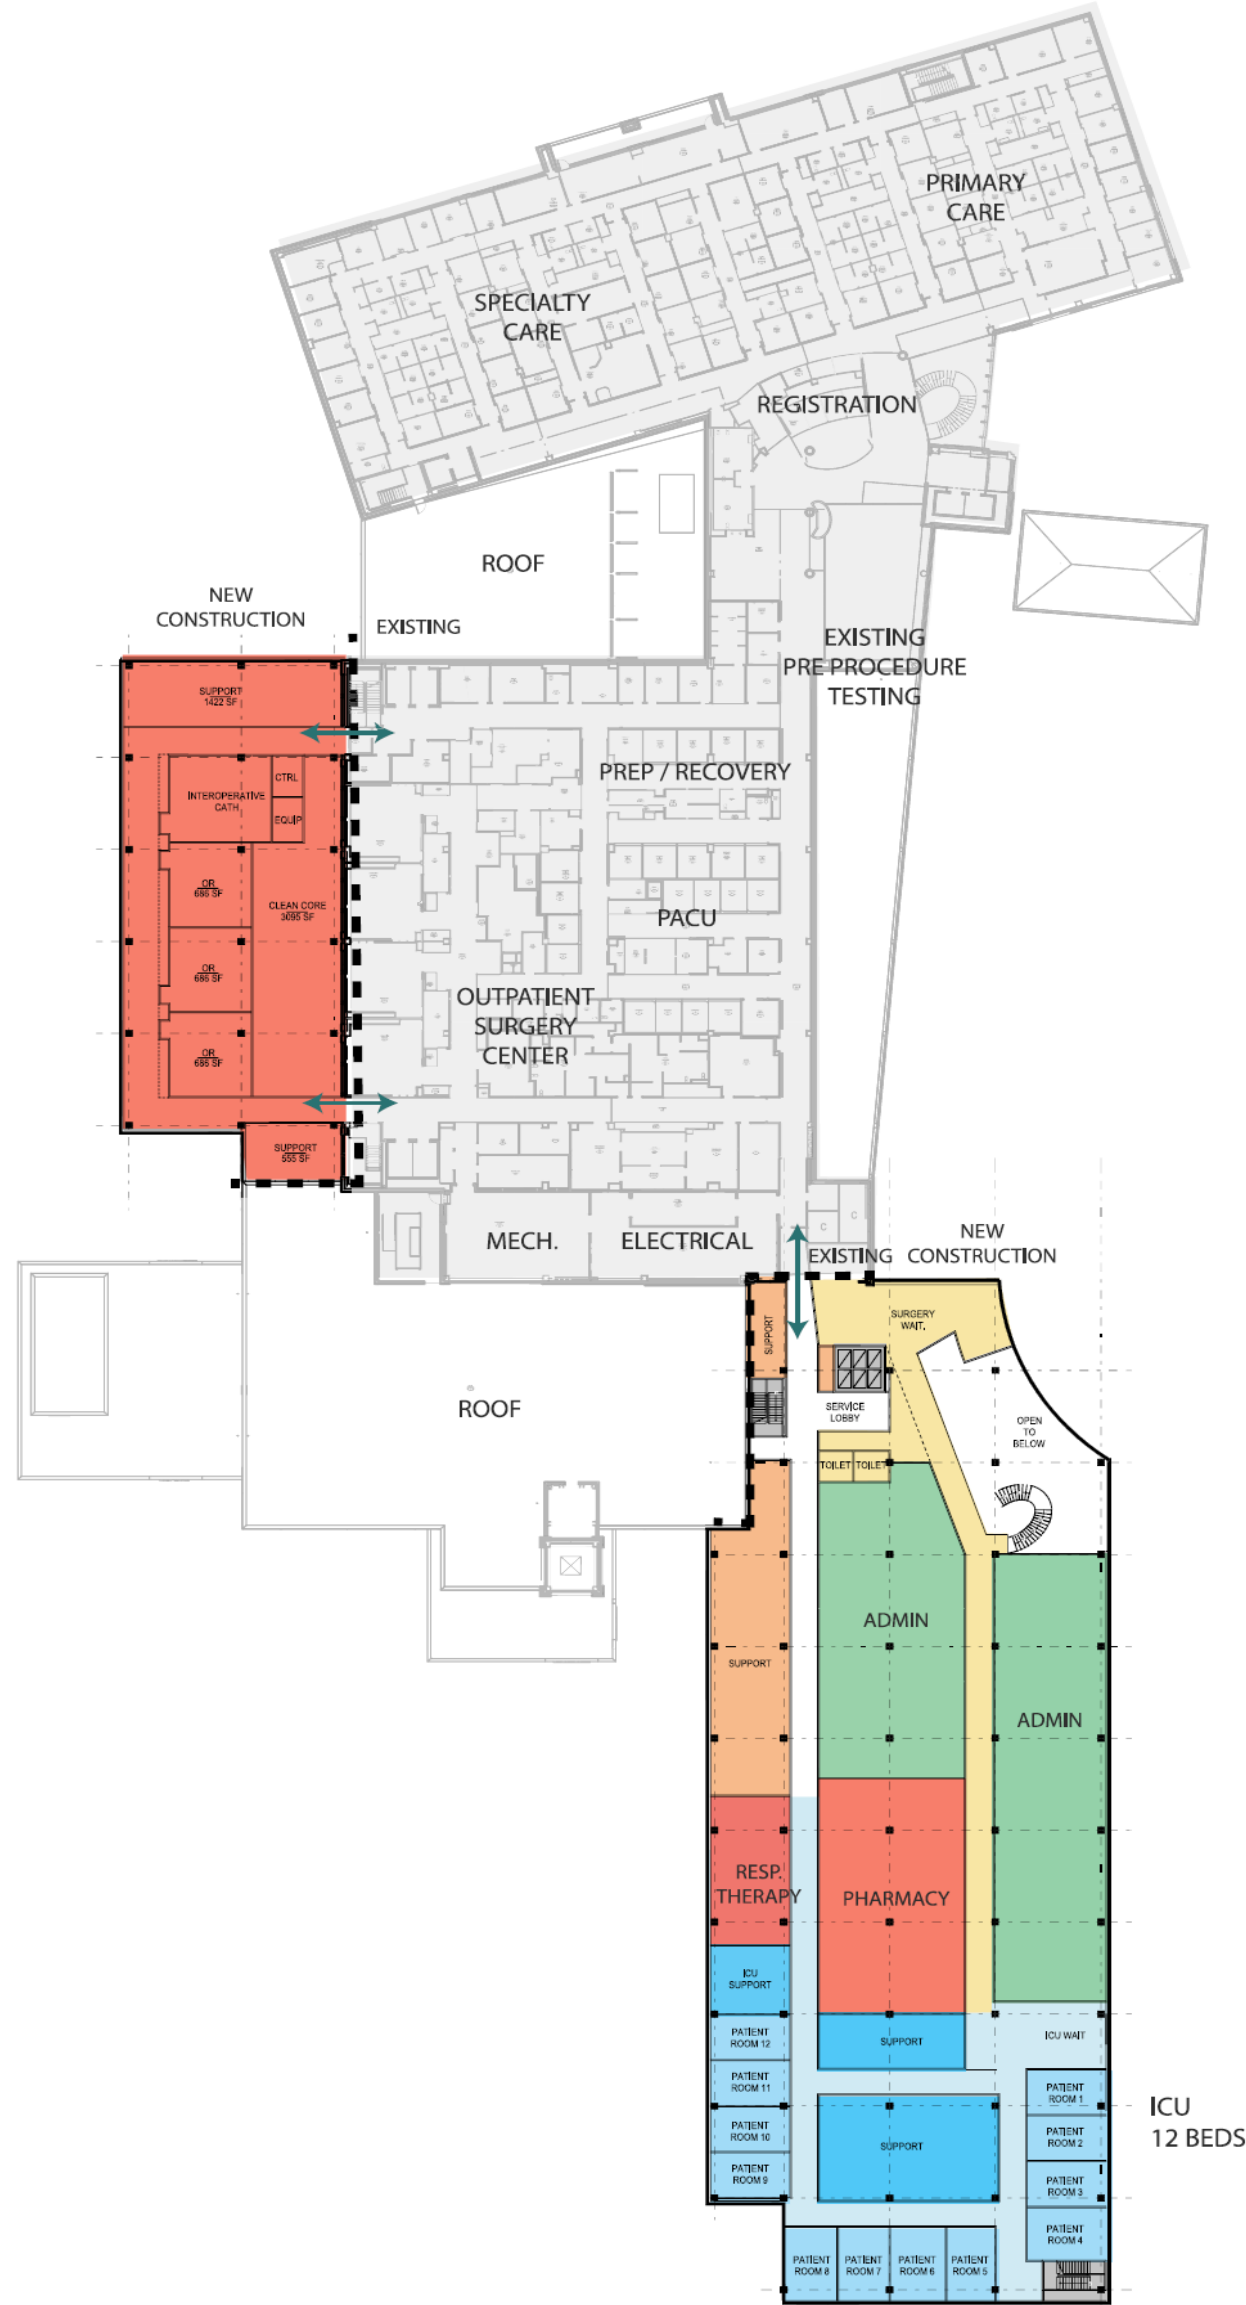 PRIMARY
CARE
SPECIALTY
CARE
REGISTRATION
ROOF
NEW
CONSTRUCTION
EXISTING
EXISTING
PRE PROCEDURE
TESTING
SUPPORT
1422 SF
PREP / RECOVERY
CTRL
INTEROPERATIVE
CATH
EQUIP
OR
686 SF
CLEAN CORE
3095 SF
PACU
OR
686 SF
OUTPATIENT
SURGERY
CENTER
OR
686 SF
SUPPORT
555 SF
C
C
MECH.
ELECTRICAL
EXISTING
NEW
CONSTRUCTION
SURGERY
WAIT.
SUPPORT
ROOF
SERVICE
LOBBY
OPEN
TO
BELOW
TOILET
TOILET
ADMIN
SUPPORT
ADMIN
RESP.
THERAPY
PHARMACY
ICU
SUPPORT
PATIENT
ROOM 12
SUPPORT
ICU WAIT
PATIENT
ROOM 11
PATIENT
ROOM 1
PATIENT
ROOM 10
SUPPORT
PATIENT
ROOM 2
ICU
12 BEDS
PATIENT
ROOM 9
PATIENT
ROOM 3
PATIENT
ROOM 4
PATIENT
ROOM 8
PATIENT
ROOM 7
PATIENT
ROOM 6
PATIENT
ROOM 5